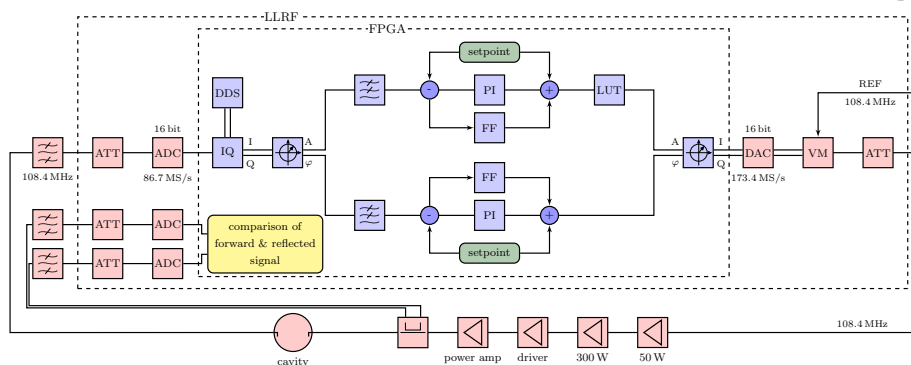 LLRF
FPGA
setpoint
DDS
- PI + LUT
REF
108.4 MHz
FF
16 bit
I A
A I
16 bit
ATT ADC IQ
DAC VM ATT
108.4 MHz
86.7 MS/s
Q φ
φ Q
173.4 MS/s
FF
ATT ADC
comparison of
forward & reflected
signal
- PI +
setpoint
ATT ADC
108.4 MHz
cavity
power amp
driver
300 W
50 W